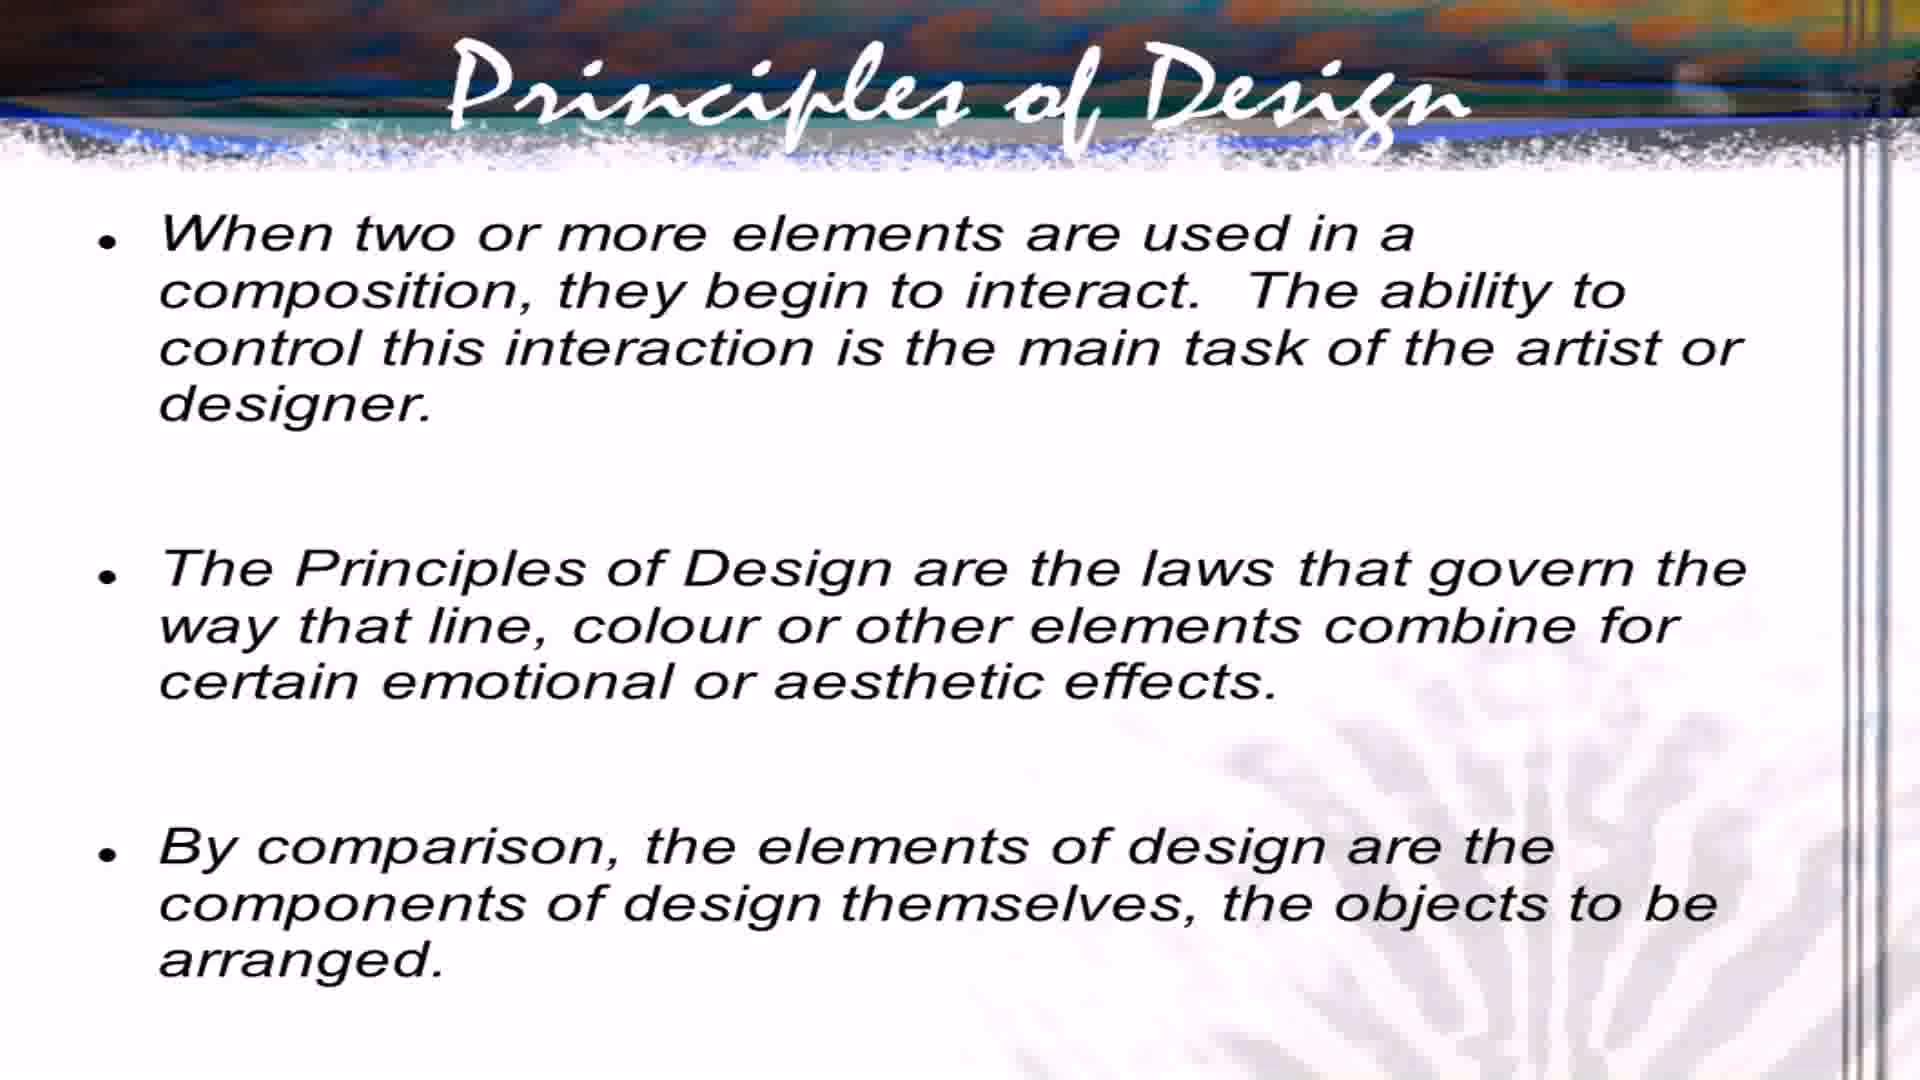 Principles of Design
• When two or more elements are used in a
composition, they begin to interact.  The ability to
control this interaction is the main task of the artist or
designer.
• The Principles of Design are the laws that govern the
way that line, colour or other elements combine for
certain emotional or aesthetic effects.
• By comparison, the elements of design are the
components of design themselves, the objects to be
arranged.